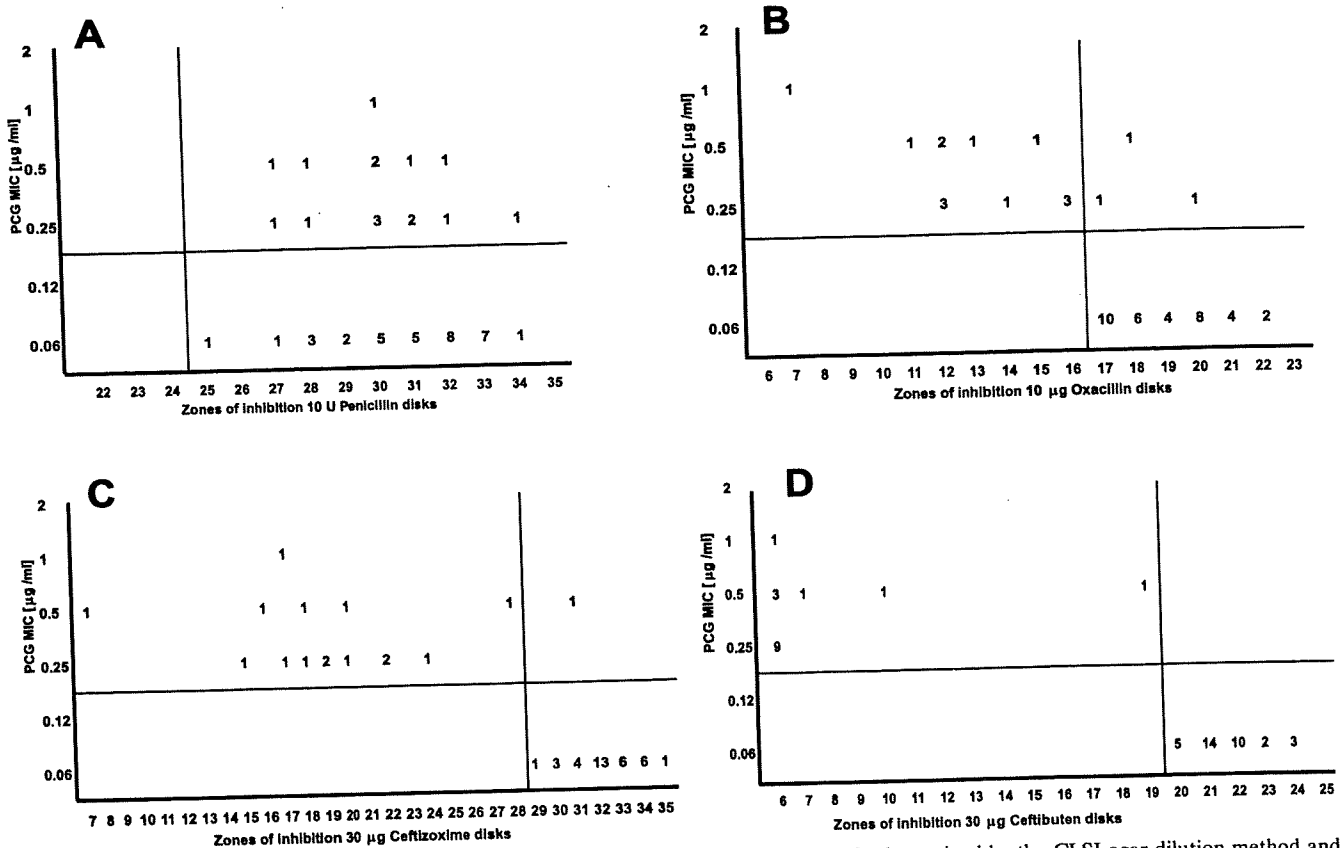 A
2
1
PCG MIC [μg /ml]
0.5
0.25
0.12
0.06
1
1 1 2 1 1
1 1 3 2 1 1
1 1 3 2 5 5 8 7 1
22 23 24 25 26 27 28 29 30 31 32 33 34 35
Zones of inhibition 10 U Penicillin disks
B
2
1
PCG MIC [μg /ml]
0.5
0.25
0.12
0.06
1
1 2 1 1 1
3 1 3 1 1
10 6 4 8 4 2
6 7 8 9 10 11 12 13 14 15 16 17 18 19 20 21 22 23
Zones of inhibition 10 μg Oxacillin disks
C
2
1
PCG MIC [μg /ml]
0.5
0.25
0.12
0.06
1
1 1 1 1 1 1
1 1 1 2 1 2 1
1 3 4 13 6 6 1
7 8 9 10 11 12 13 14 15 16 17 18 19 20 21 22 23 24 25 26 27 28 29 30 31 32 33 34 35
Zones of inhibition 30 μg Ceftizoxime disks
D
2
1
PCG MIC [μg /ml]
0.5
0.25
0.12
0.06
1
3 1 1 1
9
5 14 10 2 3
6 7 8 9 10 11 12 13 14 15 16 17 18 19 20 21 22 23 24 25
Zones of inhibition 30 μg Ceftibuten disks